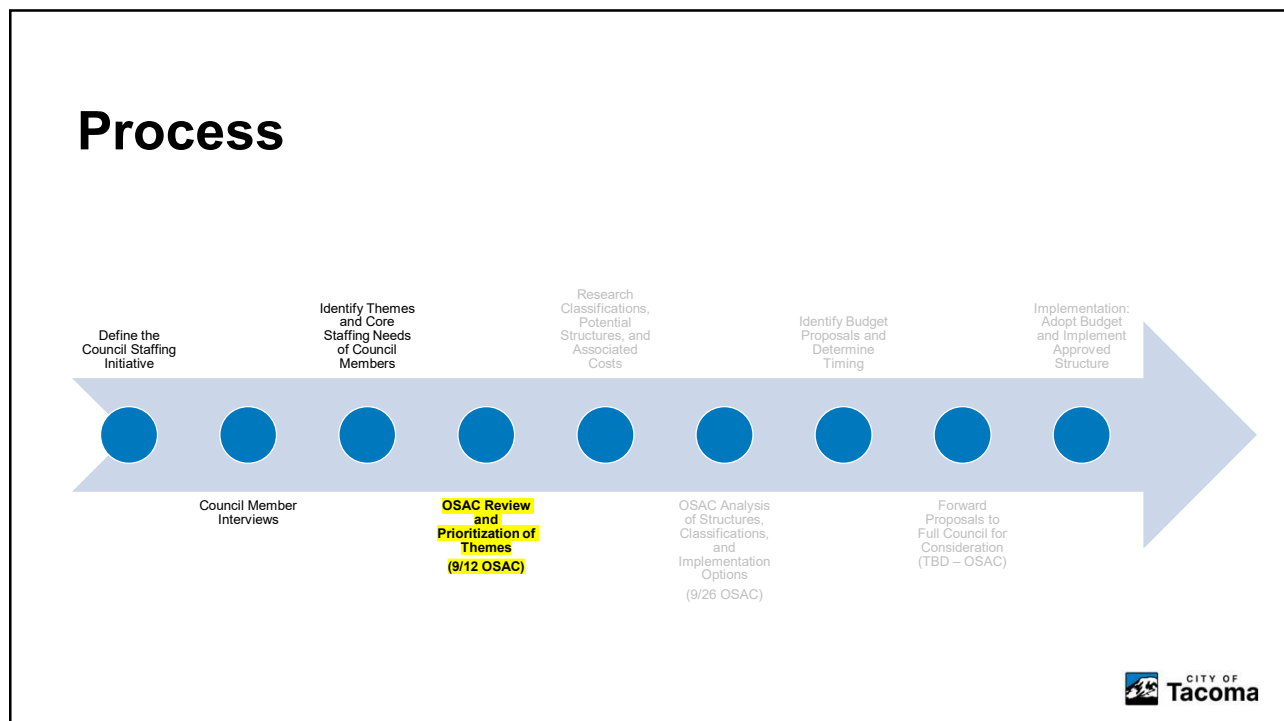 Process
Define the
Council Staffing
Initiative
Council Member
Interviews
Identify Themes
and Core
Staffing Needs
of Council
Members
OSAC Review
and
Prioritization of
Themes
(9/12 OSAC)
Research
Classifications,
Potential
Structures, and
Associated
Costs
OSAC Analysis
of Structures,
Classifications,
and
Implementation
Options
(9/26 OSAC)
Identify Budget
Proposals and
Determine
Timing
Forward
Proposals to
Full Council for
Consideration
(TBD – OSAC)
Implementation:
Adopt Budget
and Implement
Approved
Structure
CITY OF
Tacoma